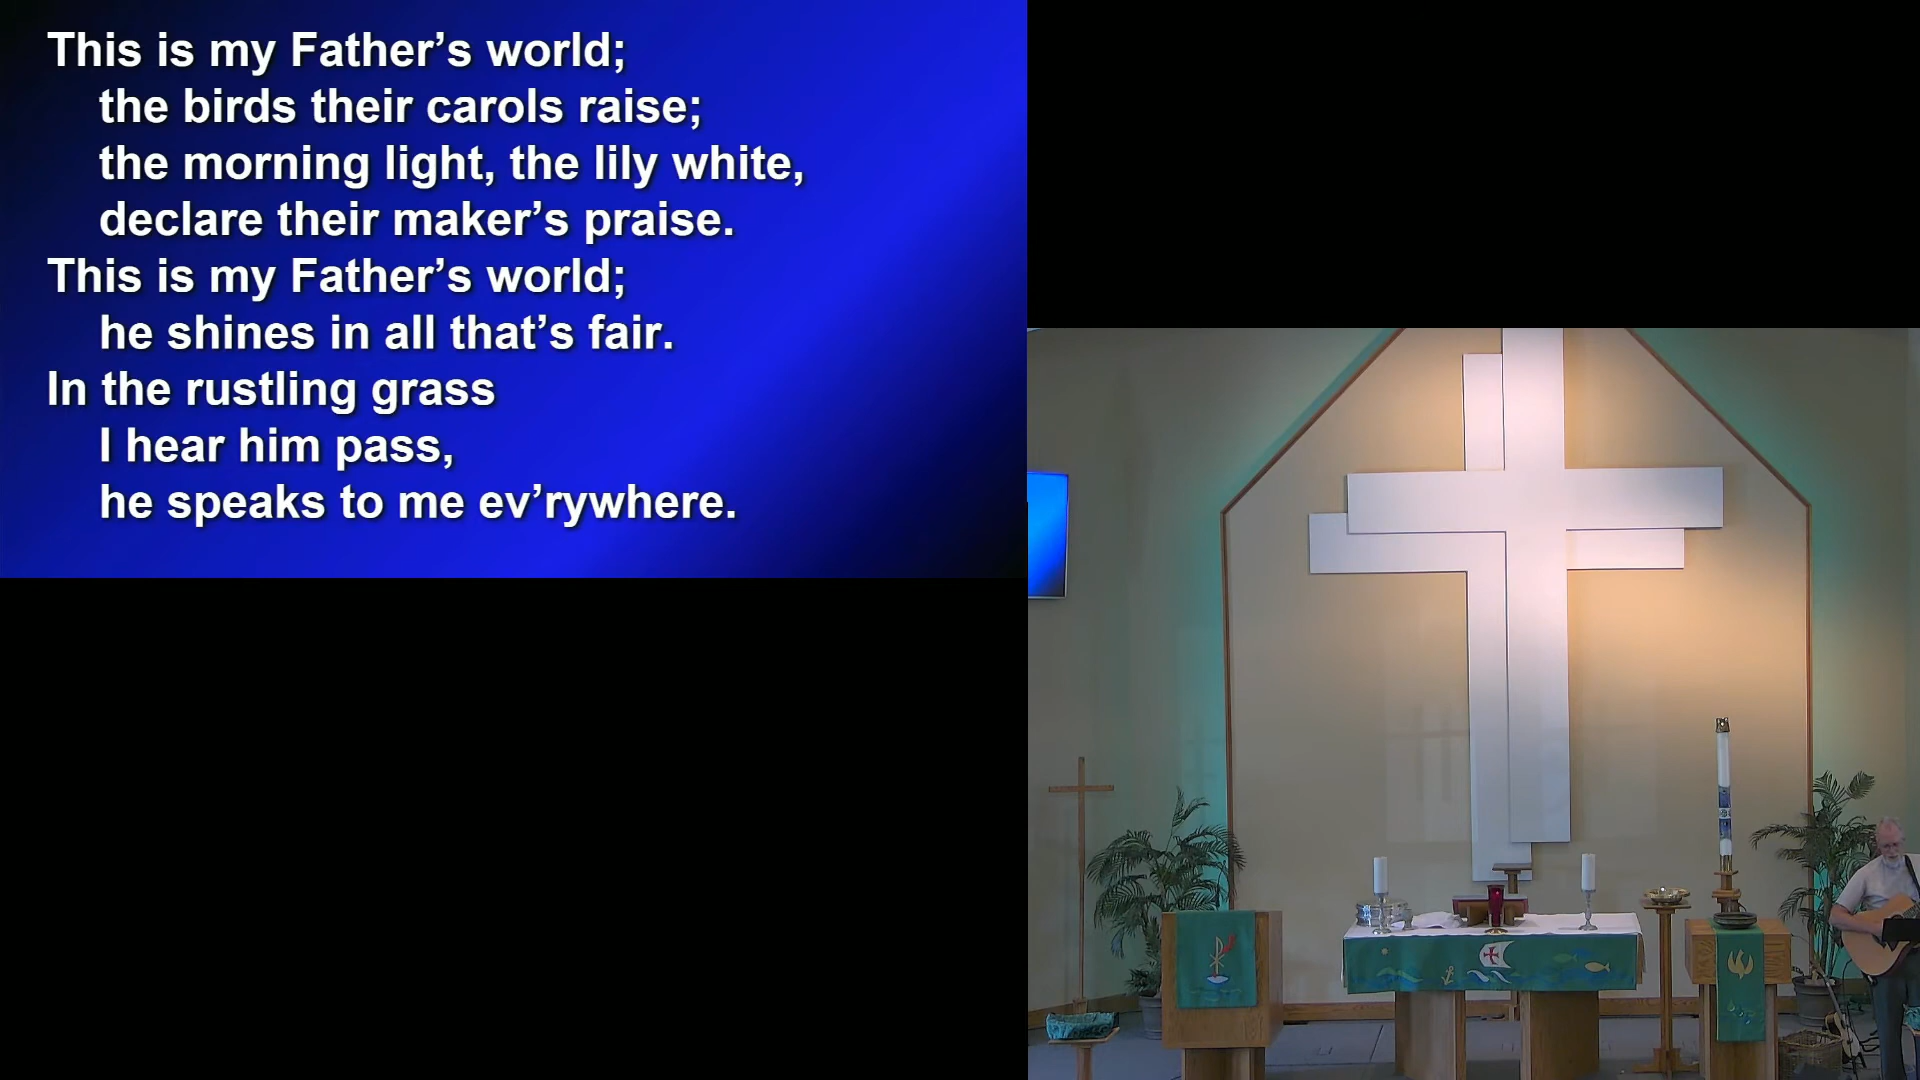 This is my Father’s world;
the birds their carols raise;
the morning light, the lily white,
declare their maker’s praise.
This is my Father’s world;
he shines in all that’s fair.
In the rustling grass
I hear him pass,
he speaks to me ev’rywhere.